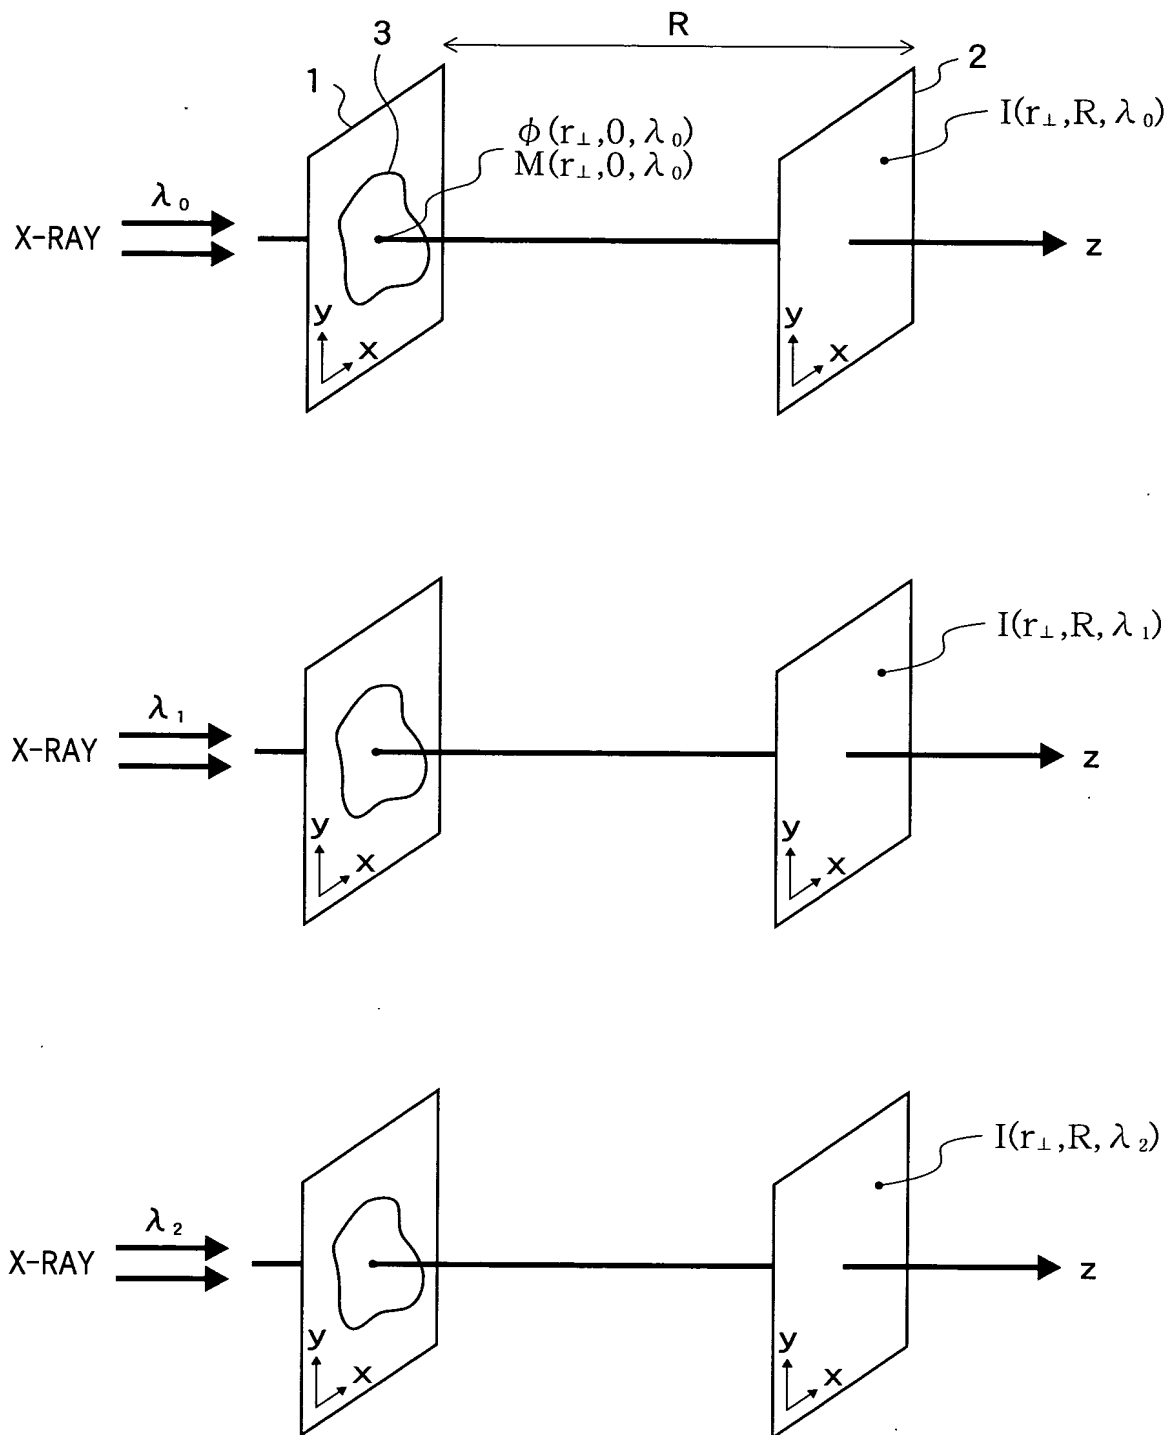 R
3
2
1
I(r⊥,R,λ₀)
ϕ(r⊥,0,λ₀)
M(r⊥,0,λ₀)
λ₀
X-RAY
z
y
x
y
x
I(r⊥,R,λ₁)
λ₁
X-RAY
z
y
x
y
x
I(r⊥,R,λ₂)
λ₂
X-RAY
z
y
x
y
x